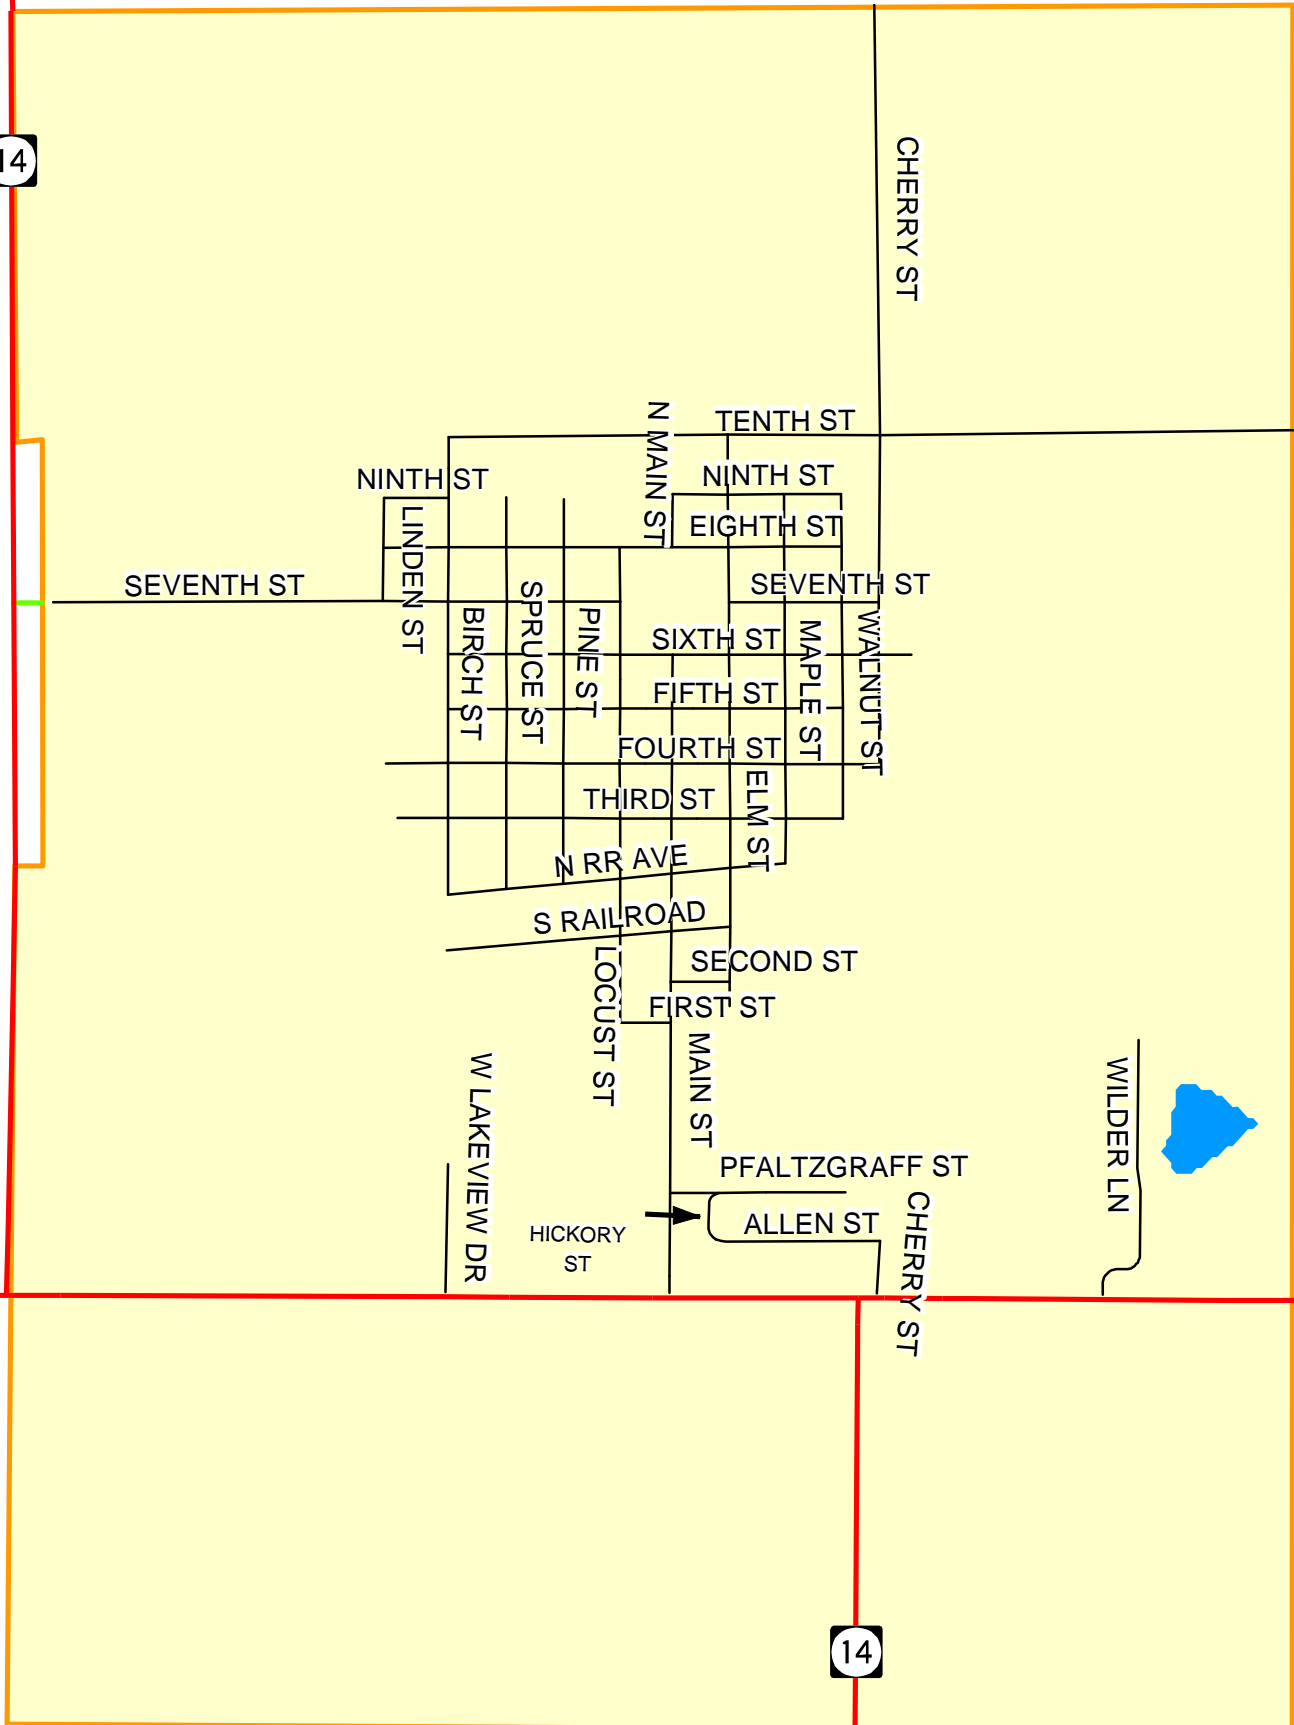 14
CHERRY ST
TENTH ST
N MAIN ST
NINTH ST
NINTH ST
LINDEN ST
EIGHTH ST
SEVENTH ST
SEVENTH ST
BIRCH ST
SPRUCE ST
PINE ST
SIXTH ST
MAPLE ST
WALNUT ST
FIFTH ST
FOURTH ST
THIRD ST
ELM ST
N RR AVE
S RAILROAD
LOCUST ST
SECOND ST
FIRST ST
MAIN ST
W LAKEVIEW DR
WILDER LN
PFALTZGRAFF ST
HICKORY
ST
ALLEN ST
CHERRY ST
14